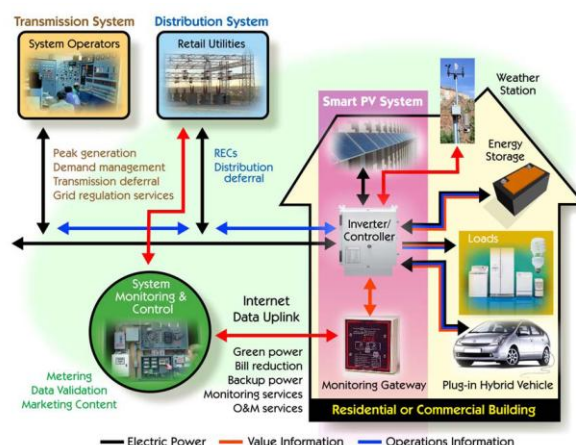 Transmission System
System Operators
Distribution System
Retail Utilities
Peak generation
Demand management
Transmission deferral
Grid regulation services
RECs
Distribution
deferral
Smart PV System
Weather
Station
Energy
Storage
Inverter/
Controller
Loads
System
Monitoring &
Control
Internet
Data Uplink
Metering
Data Validation
Marketing Content
Green power
Bill reduction
Backup power
Monitoring services
O&M services
Monitoring Gateway
Plug-in Hybrid Vehicle
Residential or Commercial Building
Electric Power
Value Information
Operations Information